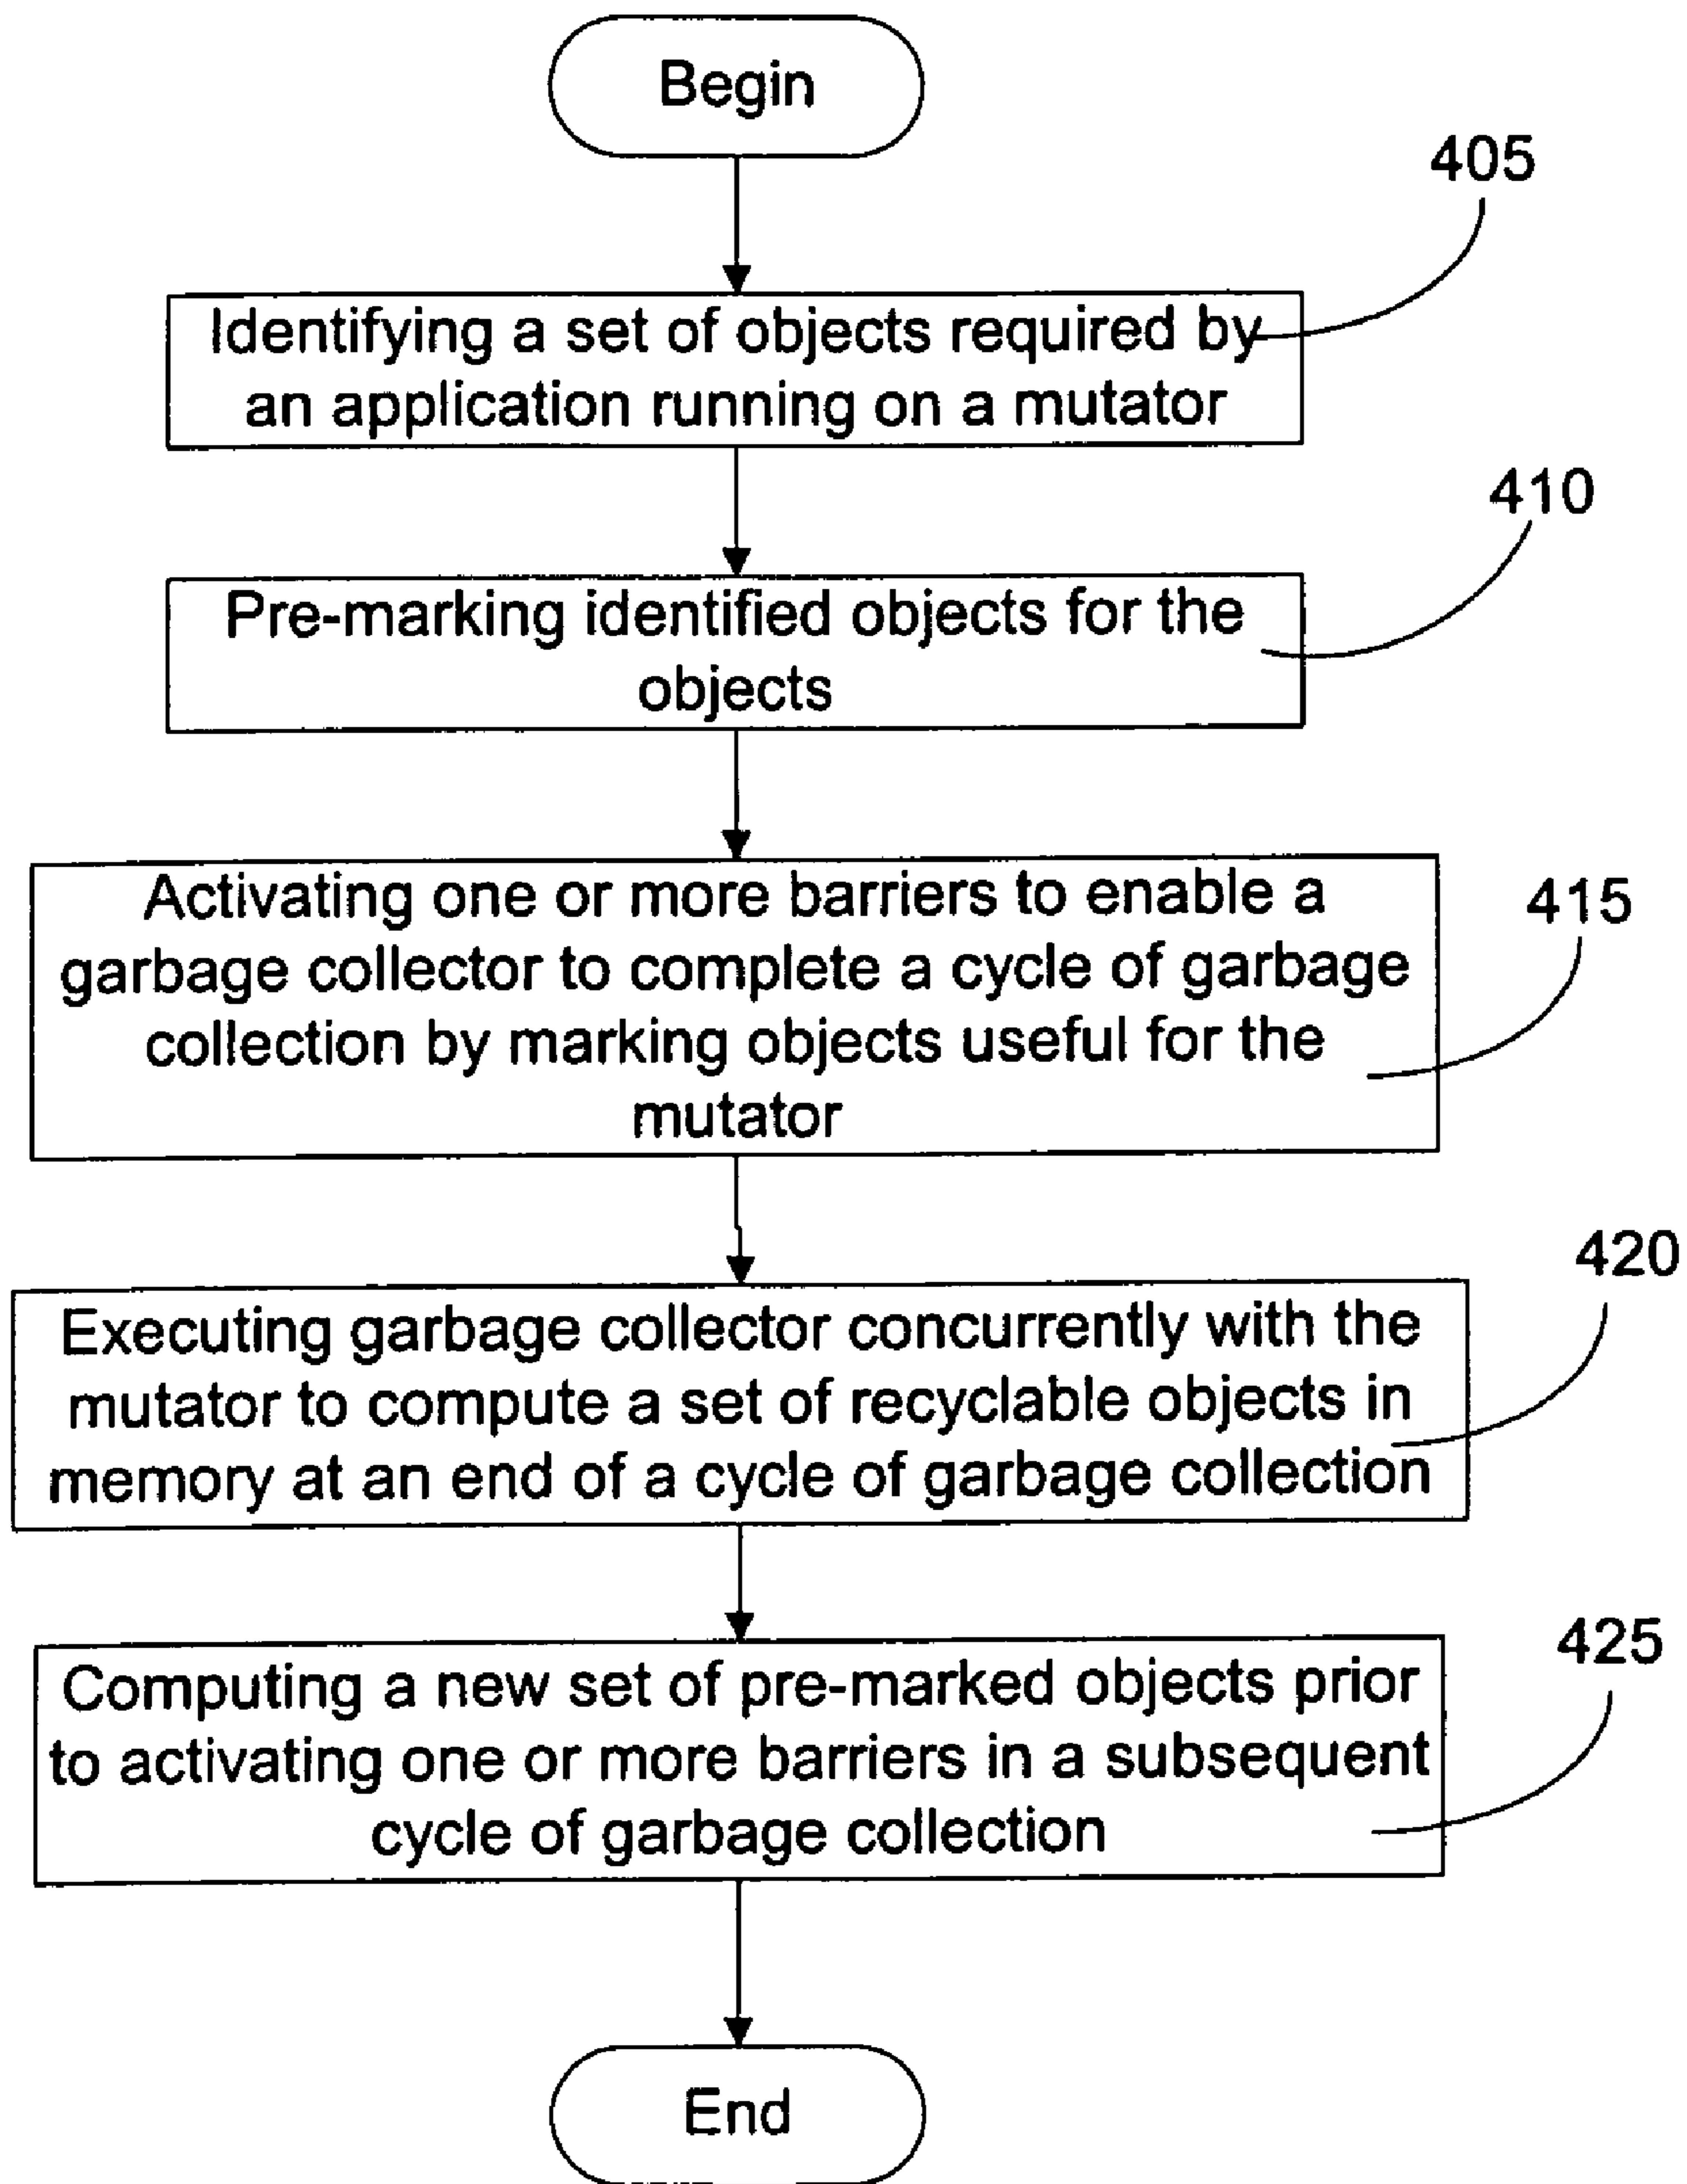 Begin
405
Identifying a set of objects required by
an application running on a mutator
410
Pre-marking identified objects for the
objects
Activating one or more barriers to enable a
garbage collector to complete a cycle of garbage
collection by marking objects useful for the
mutator
415
Executing garbage collector concurrently with the
mutator to compute a set of recyclable objects in
memory at an end of a cycle of garbage collection
420
Computing a new set of pre-marked objects prior
to activating one or more barriers in a subsequent
cycle of garbage collection
425
End